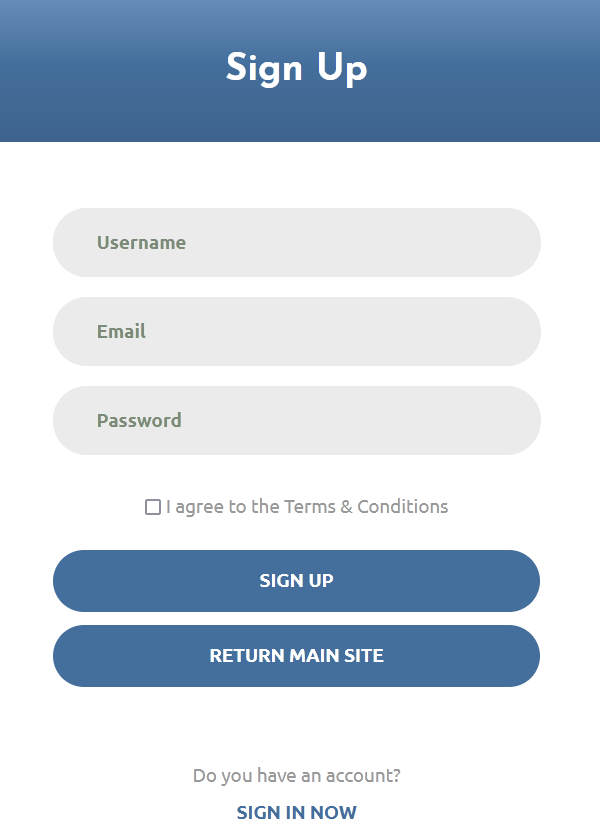 Sign Up
Username
Email
Password
I agree to the Terms & Conditions
SIGN UP
RETURN MAIN SITE
Do you have an account?
SIGN IN NOW